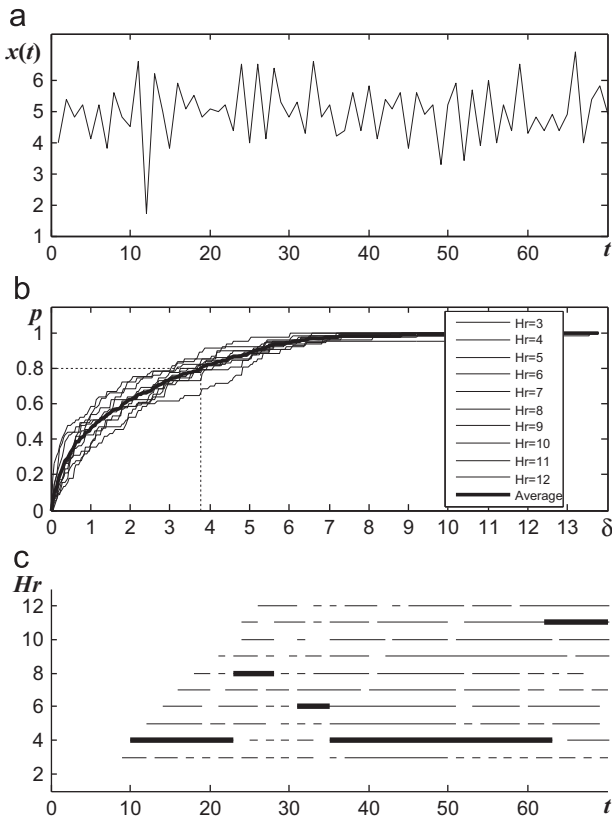 a
x(t)
6
5
4
3
2
1
0 10 20 30 40 50 60 t
b
p
1
0.8
0.6
0.4
0.2
0
0 1 2 3 4 5 6 7 8 9 10 11 12 13 δ
Hr=3
Hr=4
Hr=5
Hr=6
Hr=7
Hr=8
Hr=9
Hr=10
Hr=11
Hr=12
Average
c
Hr
12
10
8
6
4
2
0 10 20 30 40 50 60 t